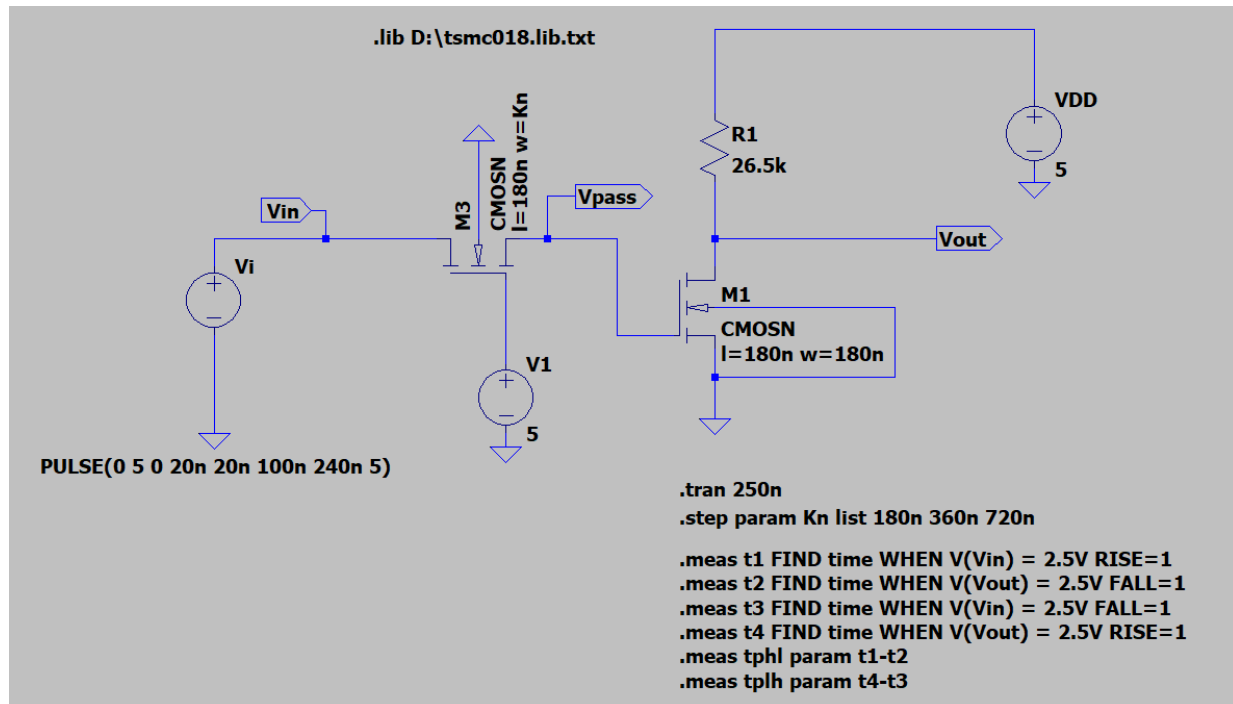 .lib D:\tsmc018.lib.txt
VDD
5
R1
26.5k
M3
CMOSN
l=180n w=Kn
Vin
Vpass
Vout
Vi
M1
CMOSN
l=180n w=180n
V1
5
PULSE(0 5 0 20n 20n 100n 240n 5)
.tran 250n
.step param Kn list 180n 360n 720n
.meas t1 FIND time WHEN V(Vin) = 2.5V RISE=1
.meas t2 FIND time WHEN V(Vout) = 2.5V FALL=1
.meas t3 FIND time WHEN V(Vin) = 2.5V FALL=1
.meas t4 FIND time WHEN V(Vout) = 2.5V RISE=1
.meas tphl param t1-t2
.meas tplh param t4-t3